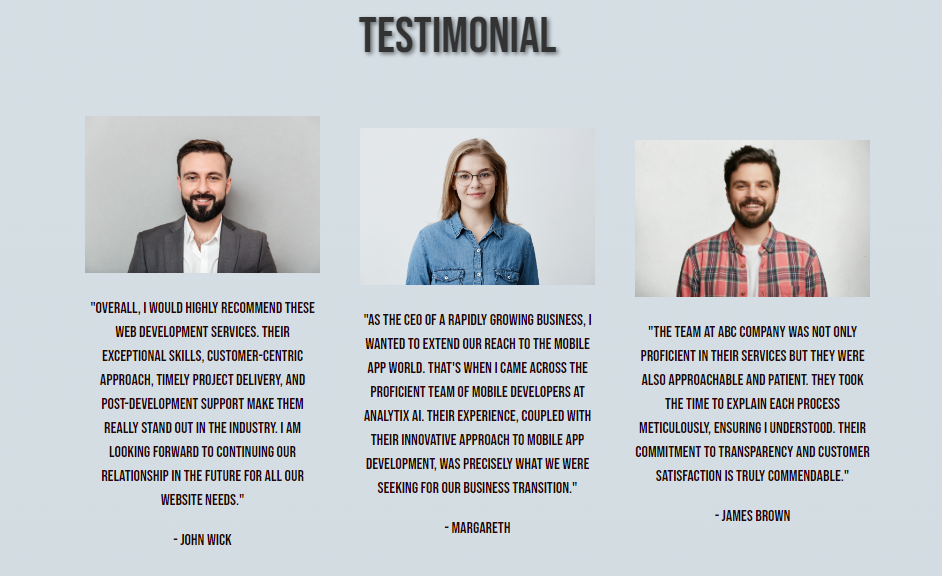 TESTIMONIAL
"OVERALL, I WOULD HIGHLY RECOMMEND THESE
WEB DEVELOPMENT SERVICES. THEIR
EXCEPTIONAL SKILLS, CUSTOMER-CENTRIC
APPROACH, TIMELY PROJECT DELIVERY, AND
POST-DEVELOPMENT SUPPORT MAKE THEM
REALLY STAND OUT IN THE INDUSTRY. I AM
LOOKING FORWARD TO CONTINUING OUR
RELATIONSHIP IN THE FUTURE FOR ALL OUR
WEBSITE NEEDS."
- JOHN WICK
"AS THE CEO OF A RAPIDLY GROWING BUSINESS, I
WANTED TO EXTEND OUR REACH TO THE MOBILE
APP WORLD. THAT'S WHEN I CAME ACROSS THE
PROFICIENT TEAM OF MOBILE DEVELOPERS AT
ANALYTIX AI. THEIR EXPERIENCE, COUPLED WITH
THEIR INNOVATIVE APPROACH TO MOBILE APP
DEVELOPMENT, WAS PRECISELY WHAT WE WERE
SEEKING FOR OUR BUSINESS TRANSITION."
- MARGARETH
"THE TEAM AT ABC COMPANY WAS NOT ONLY
PROFICIENT IN THEIR SERVICES BUT THEY WERE
ALSO APPROACHABLE AND PATIENT. THEY TOOK
THE TIME TO EXPLAIN EACH PROCESS
METICULOUSLY, ENSURING I UNDERSTOOD. THEIR
COMMITMENT TO TRANSPARENCY AND CUSTOMER
SATISFACTION IS TRULY COMMENDABLE."
- JAMES BROWN